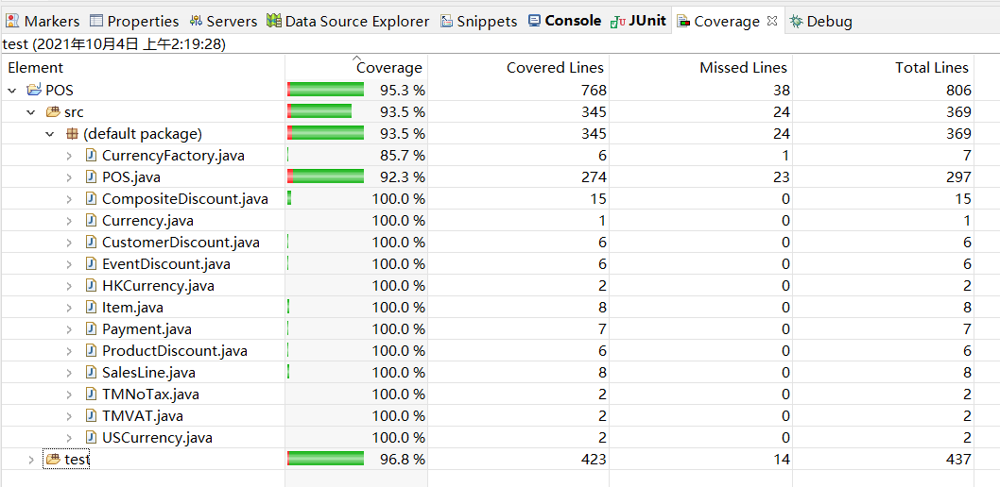 Markers Properties Servers Data Source Explorer Snippets Console JUnit Coverage Debug
test (2021年10月4日 上午2:19:28)
Element Coverage Covered Lines Missed Lines Total Lines
POS 95.3 % 768 38 806
src 93.5 % 345 24 369
(default package) 93.5 % 345 24 369
CurrencyFactory.java 85.7 % 6 1 7
POS.java 92.3 % 274 23 297
CompositeDiscount.java 100.0 % 15 0 15
Currency.java 100.0 % 1 0 1
CustomerDiscount.java 100.0 % 6 0 6
EventDiscount.java 100.0 % 6 0 6
HKCurrency.java 100.0 % 2 0 2
Item.java 100.0 % 8 0 8
Payment.java 100.0 % 7 0 7
ProductDiscount.java 100.0 % 6 0 6
SalesLine.java 100.0 % 8 0 8
TMNoTax.java 100.0 % 2 0 2
TMVAT.java 100.0 % 2 0 2
USCurrency.java 100.0 % 2 0 2
test 96.8 % 423 14 437